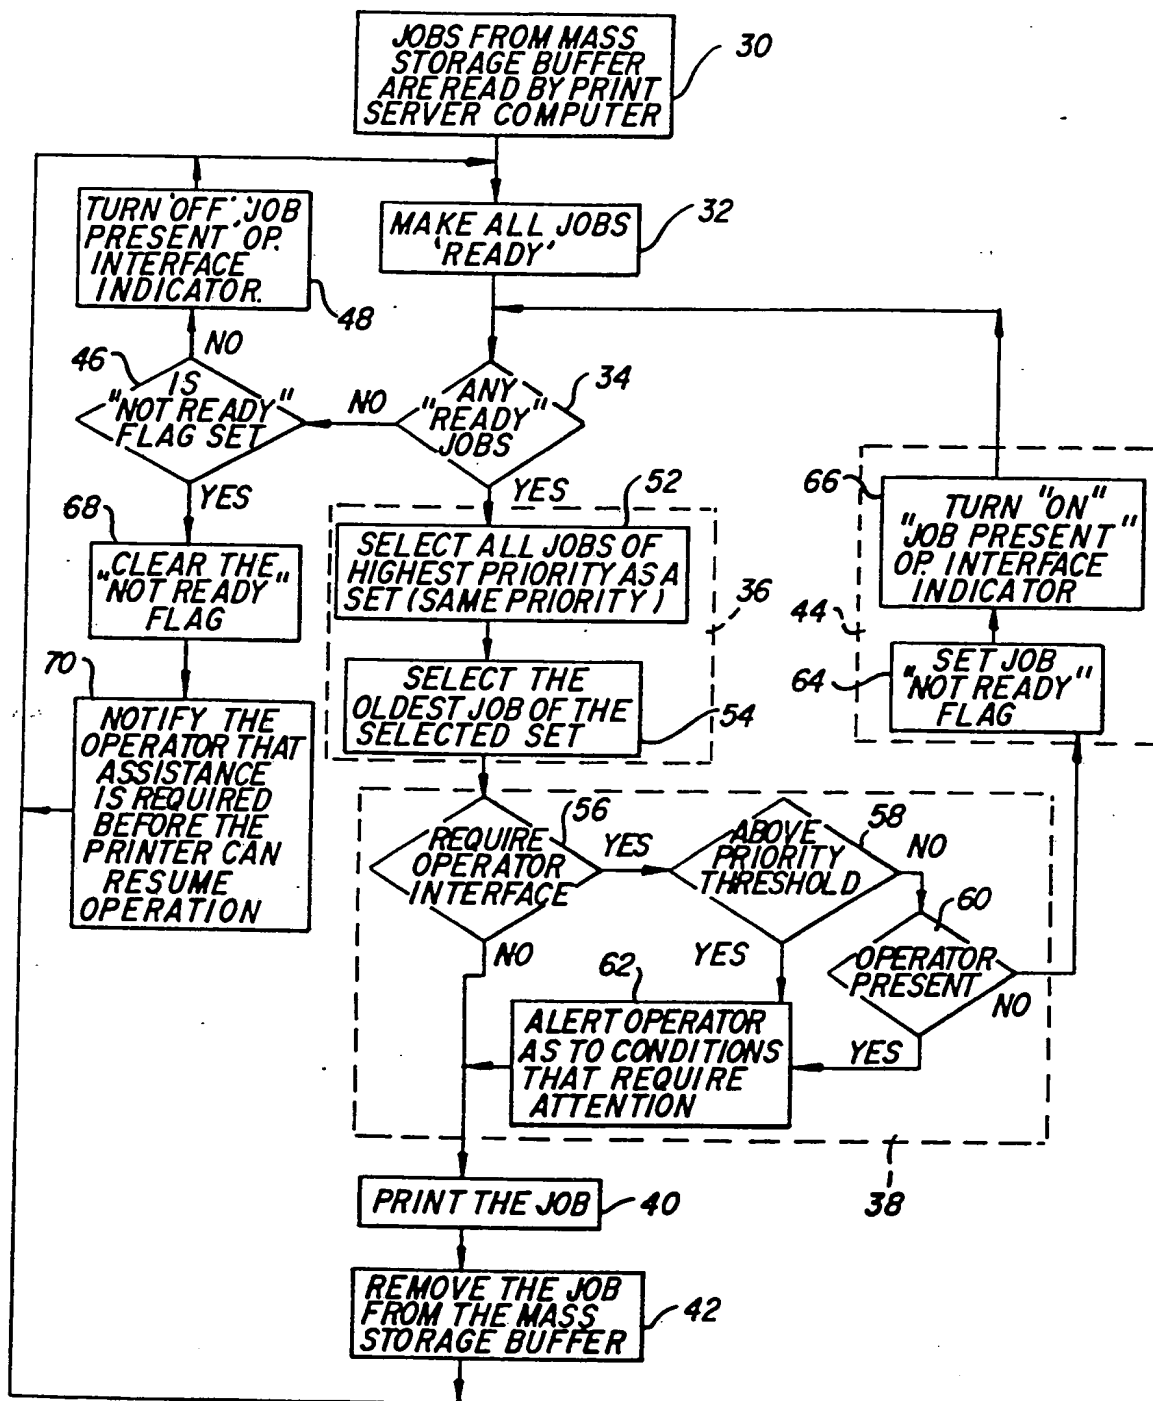 JOBS FROM MASS
STORAGE BUFFER
ARE READ BY PRINT
SERVER COMPUTER
30
TURN 'OFF' 'JOB
PRESENT' OP.
INTERFACE
INDICATOR.
48
MAKE ALL JOBS
'READY'
32
NO
46
IS
"NOT READY"
FLAG SET
NO
ANY
"READY"
JOBS
34
YES
YES
68
CLEAR THE
"NOT READY"
FLAG
52
SELECT ALL JOBS OF
HIGHEST PRIORITY AS A
SET (SAME PRIORITY)
36
SELECT THE
OLDEST JOB OF THE
SELECTED SET
54
66
TURN "ON"
"JOB PRESENT"
OP. INTERFACE
INDICATOR
44
64
SET JOB
"NOT READY"
FLAG
70
NOTIFY THE
OPERATOR THAT
ASSISTANCE
IS REQUIRED
BEFORE THE
PRINTER CAN
RESUME
OPERATION
REQUIRE
OPERATOR
INTERFACE
56
YES
ABOVE
PRIORITY
THRESHOLD
58
NO
NO
YES
60
OPERATOR
PRESENT
NO
YES
62
ALERT OPERATOR
AS TO CONDITIONS
THAT REQUIRE
ATTENTION
38
PRINT THE JOB
40
REMOVE THE JOB
FROM THE MASS
STORAGE BUFFER
42